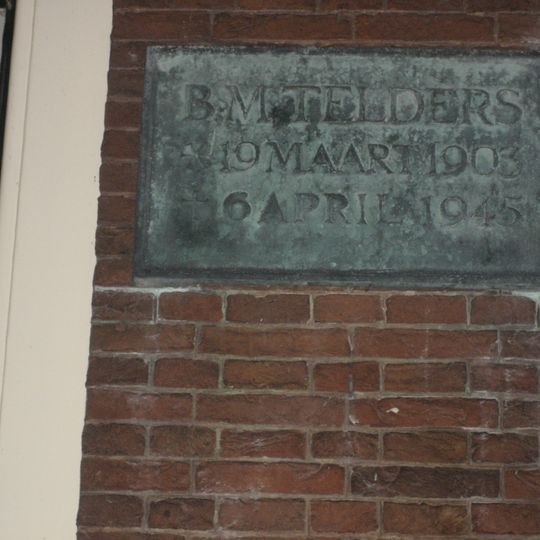 B.M. TELDERS
* 19 MAART 1903
† 6 APRIL 1945